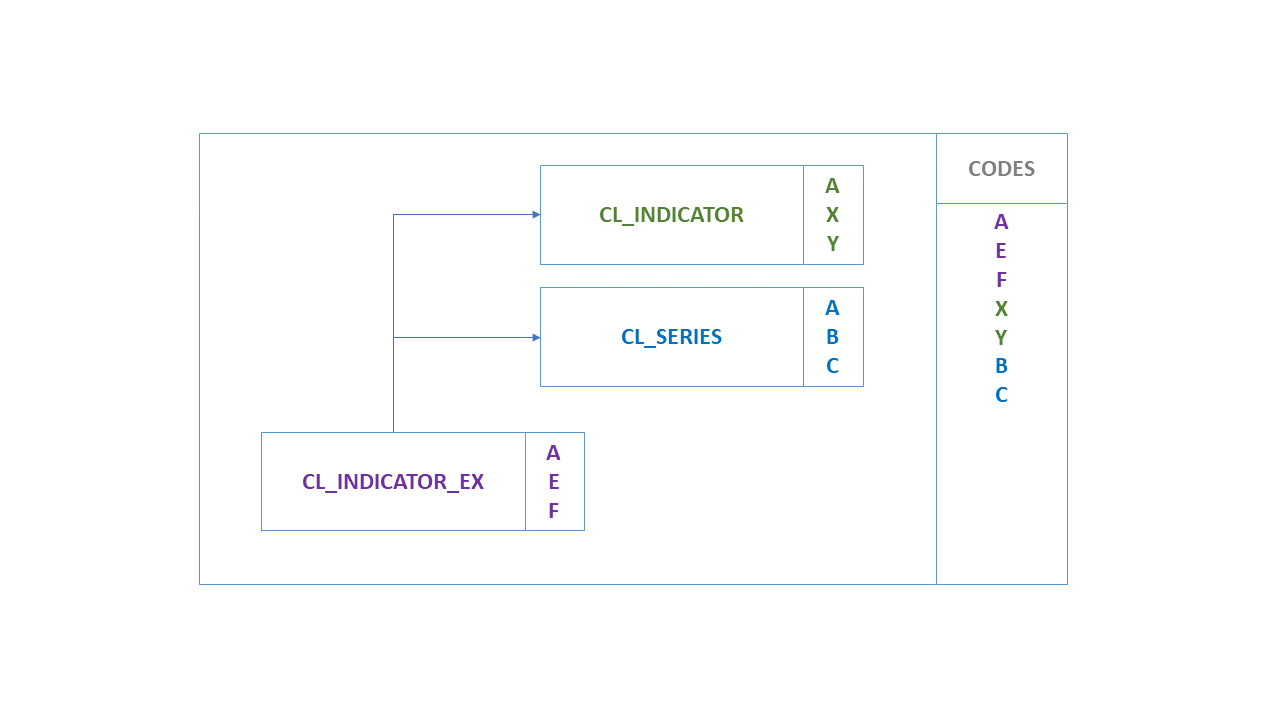 CL_INDICATOR
A
X
Y
CL_SERIES
A
B
C
CL_INDICATOR_EX
A
E
F
CODES
A
E
F
X
Y
B
C